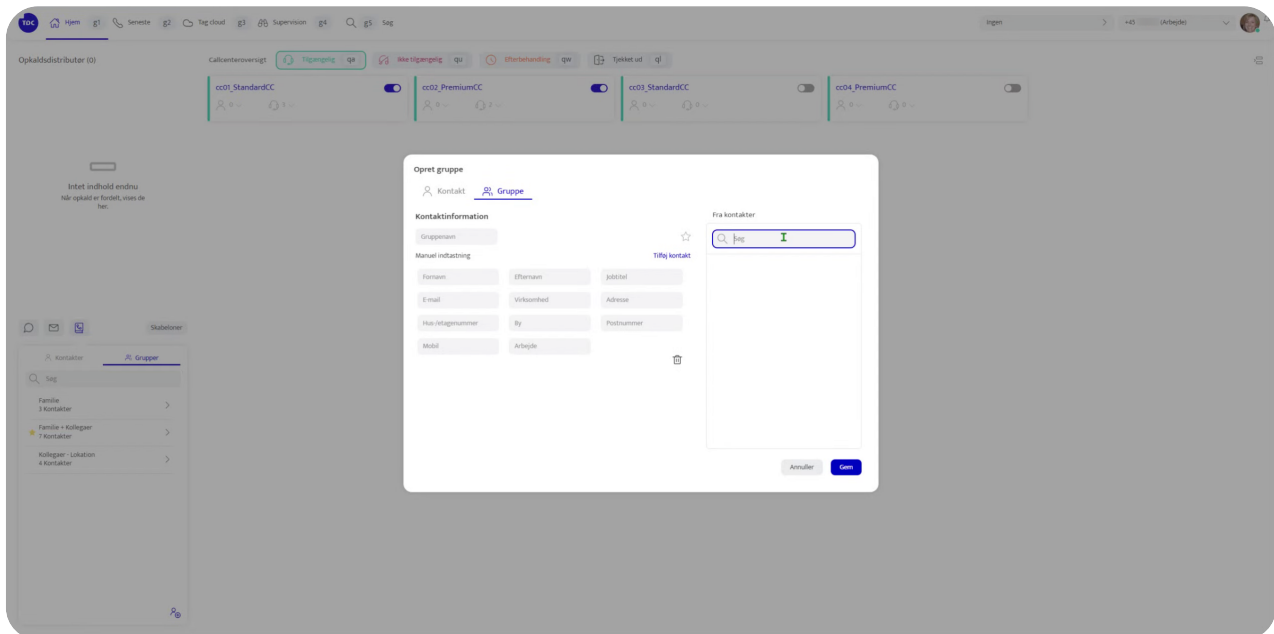 TDC
Hjem g1 Seneste g2 Tag cloud g3 Supervision g4 g5 Søg
Ingen +45 (Arbejde)
Opkaldsdistributør (0)
Callcenteroversigt Tilgængelig qa Ikke tilgængelig qu Efterbehandling qw Tjekket ud ql
cc01_StandardCC cc02_PremiumCC cc03_StandardCC cc04_PremiumCC
Intet indhold endnu
Når opkald er fordelt, vises de
her.
Opret gruppe
Kontakt Gruppe
Kontaktinformation
Gruppenavn
Manuel indtastning Tilføj kontakt
Fornavn Efternavn Jobtitel
E-mail Virksomhed Adresse
Hus-/etagenummer By Postnummer
Mobil Arbejde
Fra kontakter
Søg
Annuller Gem
Skabeloner
Kontakter Grupper
Søg
Familie
3 Kontakter
Familie + Kollegaer
7 Kontakter
Kollegaer - Lokation
4 Kontakter